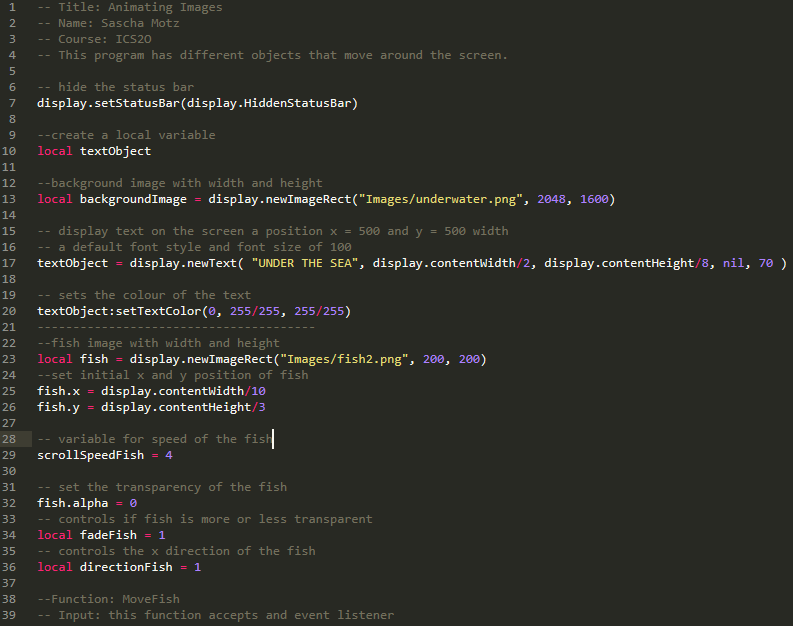 1 -- Title: Animating Images
2 -- Name: Sascha Motz
3 -- Course: ICS2O
4 -- This program has different objects that move around the screen.
5
6 -- hide the status bar
7 display.setStatusBar(display.HiddenStatusBar)
8
9 --create a local variable
10 local textObject
11
12 --background image with width and height
13 local backgroundImage = display.newImageRect("Images/underwater.png", 2048, 1600)
14
15 -- display text on the screen a position x = 500 and y = 500 width
16 -- a default font style and font size of 100
17 textObject = display.newText( "UNDER THE SEA", display.contentWidth/2, display.contentHeight/8, nil, 70 )
18
19 -- sets the colour of the text
20 textObject:setTextColor(0, 255/255, 255/255)
21 ---------------------------------------
22 --fish image with width and height
23 local fish = display.newImageRect("Images/fish2.png", 200, 200)
24 --set initial x and y position of fish
25 fish.x = display.contentWidth/10
26 fish.y = display.contentHeight/3
27
28 -- variable for speed of the fish
29 scrollSpeedFish = 4
30
31 -- set the transparency of the fish
32 fish.alpha = 0
33 -- controls if fish is more or less transparent
34 local fadeFish = 1
35 -- controls the x direction of the fish
36 local directionFish = 1
37
38 --Function: MoveFish
39 -- Input: this function accepts and event listener